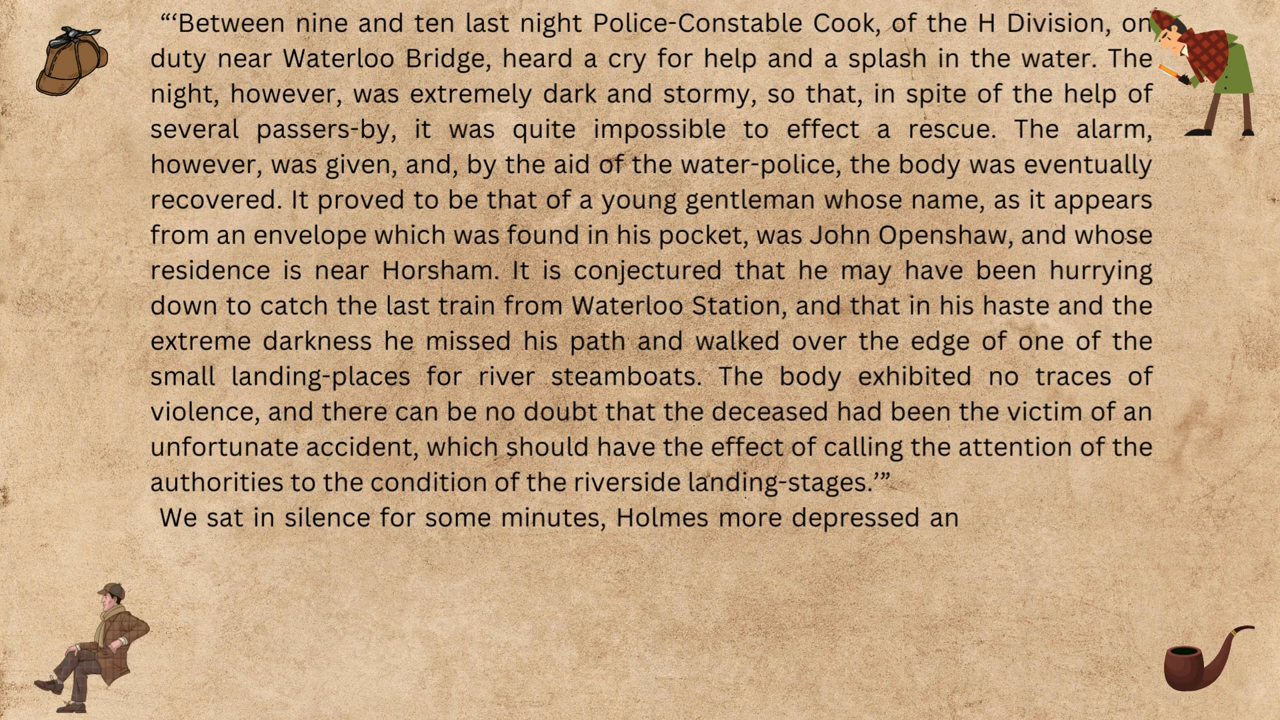 “‘Between nine and ten last night Police-Constable Cook, of the H Division, on
duty near Waterloo Bridge, heard a cry for help and a splash in the water. The
night, however, was extremely dark and stormy, so that, in spite of the help of
several passers-by, it was quite impossible to effect a rescue. The alarm,
however, was given, and, by the aid of the water-police, the body was eventually
recovered. It proved to be that of a young gentleman whose name, as it appears
from an envelope which was found in his pocket, was John Openshaw, and whose
residence is near Horsham. It is conjectured that he may have been hurrying
down to catch the last train from Waterloo Station, and that in his haste and the
extreme darkness he missed his path and walked over the edge of one of the
small landing-places for river steamboats. The body exhibited no traces of
violence, and there can be no doubt that the deceased had been the victim of an
unfortunate accident, which should have the effect of calling the attention of the
authorities to the condition of the riverside landing-stages.’”
We sat in silence for some minutes, Holmes more depressed an